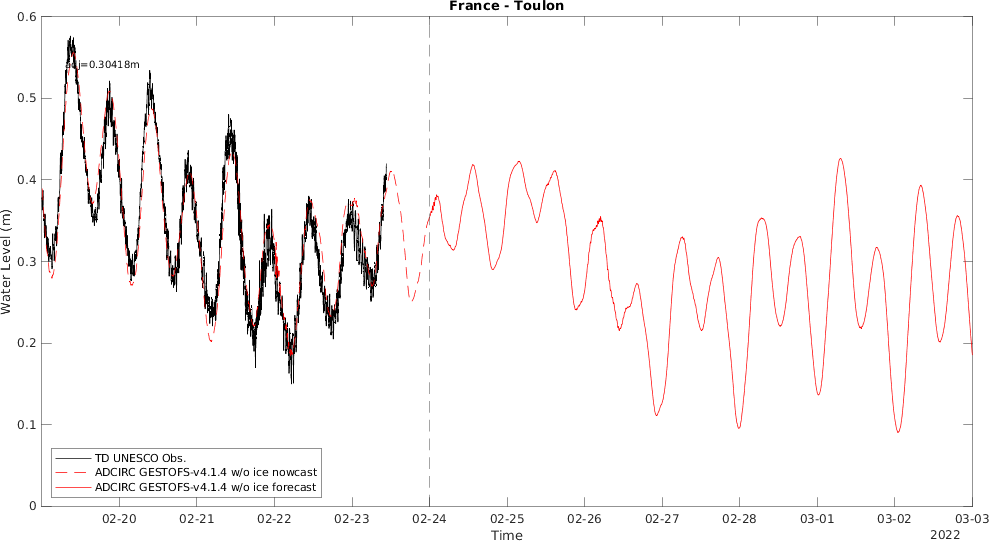 France - Toulon
0.6
=0.30418m
0.5
0.4
0.3
0.2
0.1
0
Water Level (m)
TD UNESCO Obs.
ADCIRC GESTOFS-v4.1.4 w/o ice nowcast
ADCIRC GESTOFS-v4.1.4 w/o ice forecast
02-20 02-21 02-22 02-23 02-24 02-25 02-26 02-27 02-28 03-01 03-02 03-03
Time
2022